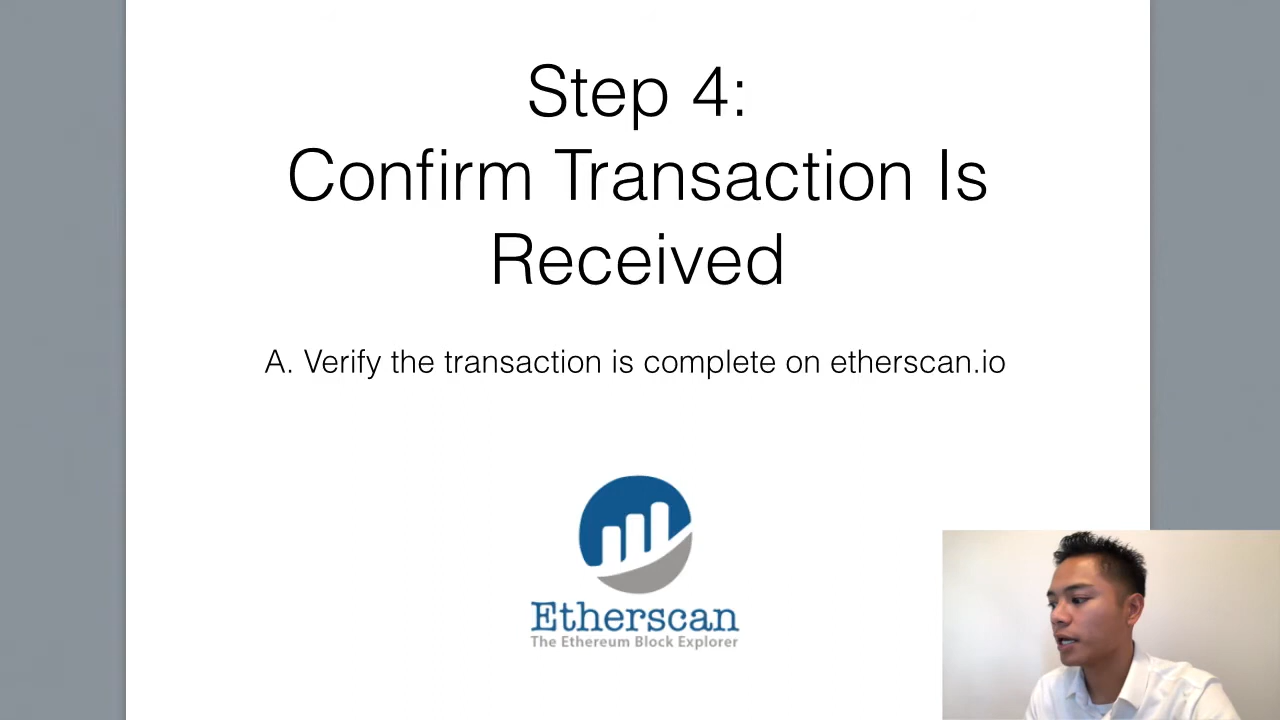 Step 4:
Confirm Transaction Is
Received
A. Verify the transaction is complete on etherscan.io
Etherscan
The Ethereum Block Explorer